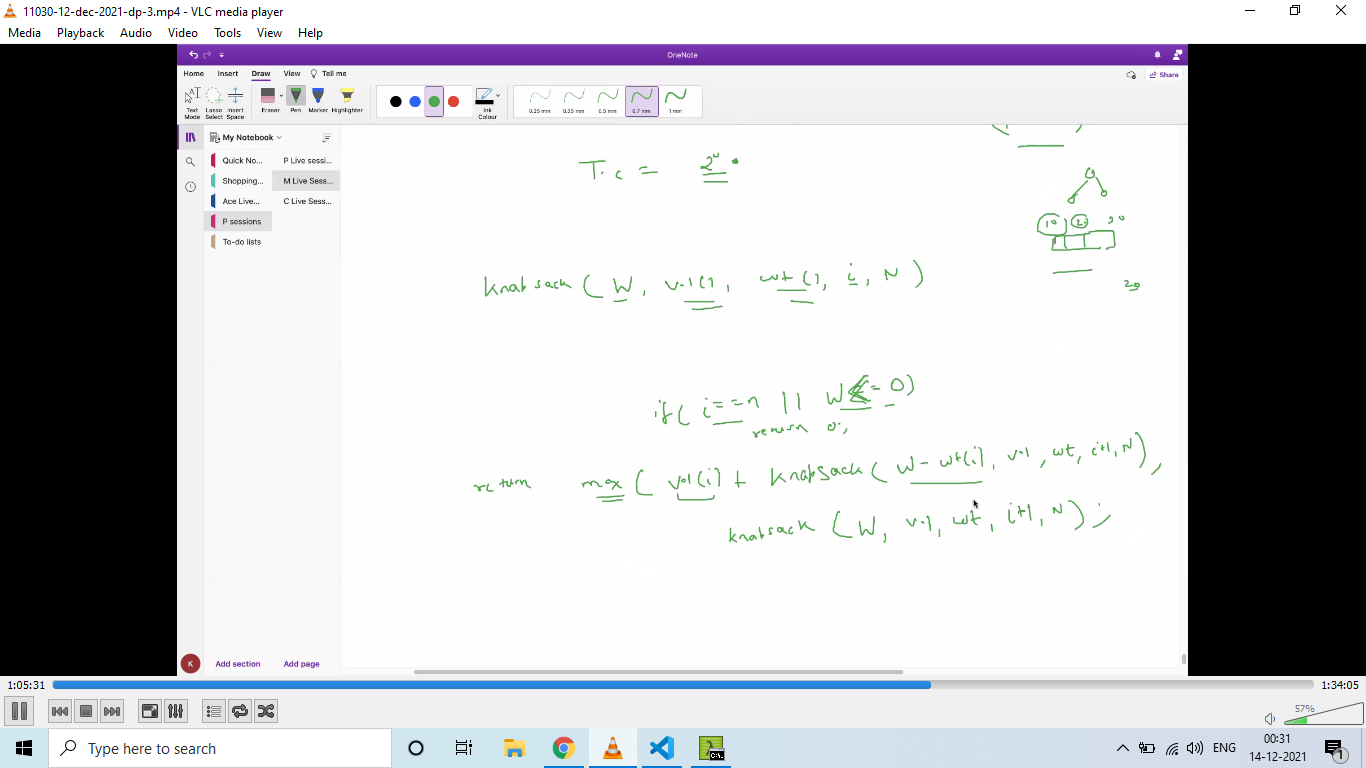 11030-12-dec-2021-dp-3.mp4 - VLC media player
Media Playback Audio Video Tools View Help
OneNote
Home Insert Draw View Tell me
Share
Text Mode
Lasso Select
Insert Space
Eraser
Pen
Marker
Highlighter
Ink Colour
0.25 mm
0.25 mm
0.5 mm
0.7 mm
1 mm
My Notebook
Quick No...
Shopping...
Ace Live...
P sessions
To-do lists
P Live sessi...
M Live Sess...
C Live Sess...
T.C = 2ⁿ
10 20 30
20
knapsack ( W, val[], wt[], i, N )
if( i==n || W<=0)
return 0;
return max ( val[i] + knapsack ( W - wt[i], val, wt, i+1, N ),
knapsack ( W, val, wt, i+1, N ) ;
K
Add section Add page
1:05:31
1:34:05
57%
Type here to search
C:\.
ENG
00:31
14-12-2021
1